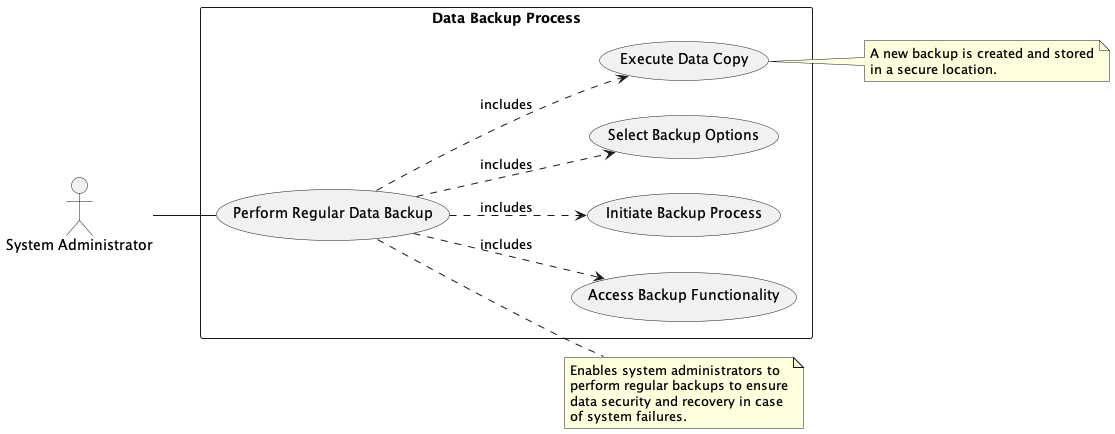 Data Backup Process
Execute Data Copy
A new backup is created and stored
in a secure location.
includes
Select Backup Options
includes
System Administrator
Perform Regular Data Backup
includes
Initiate Backup Process
includes
Access Backup Functionality
Enables system administrators to
perform regular backups to ensure
data security and recovery in case
of system failures.